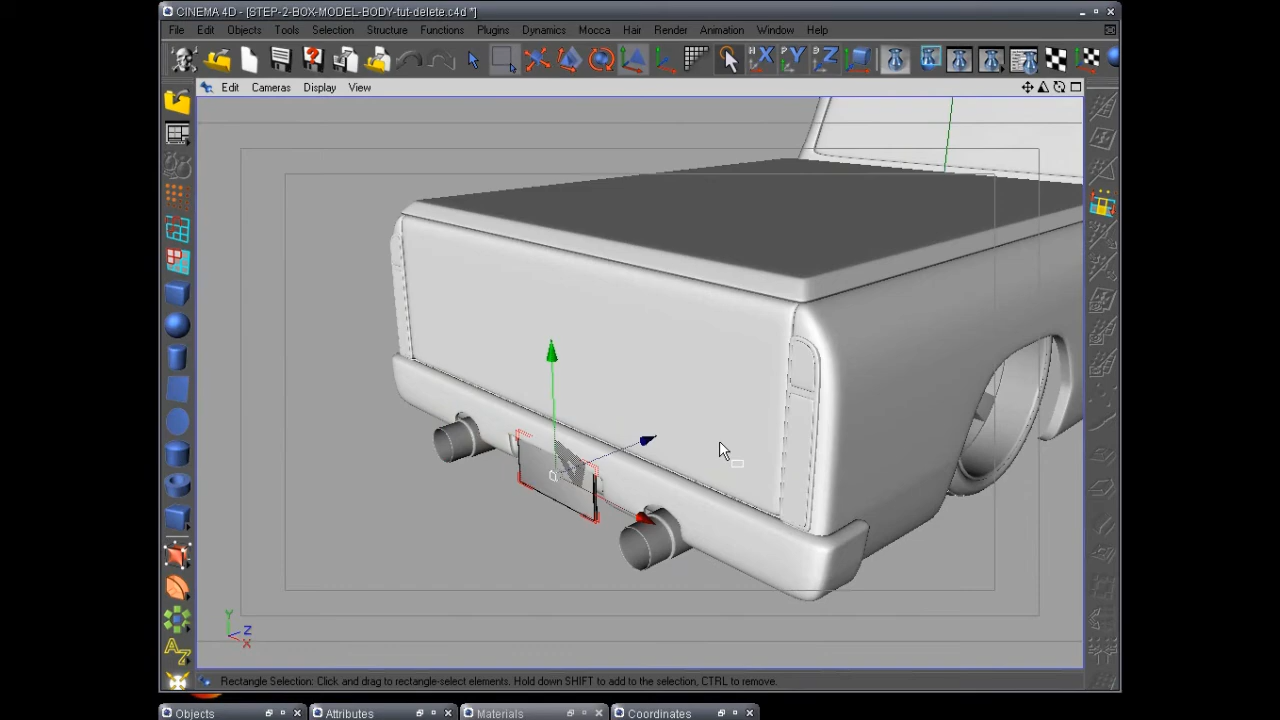 CINEMA 4D - [STEP-2-BOX-MODEL-BODY-tut-delete.c4d *]
File Edit Objects Tools Selection Structure Functions Plugins Dynamics Mocca Hair Render Animation Window Help
X Y Z
Edit Cameras Display View
Y
Z
X
Rectangle Selection: Click and drag to rectangle-select elements. Hold down SHIFT to add to the selection, CTRL to remove.
Objects Attributes Materials Coordinates